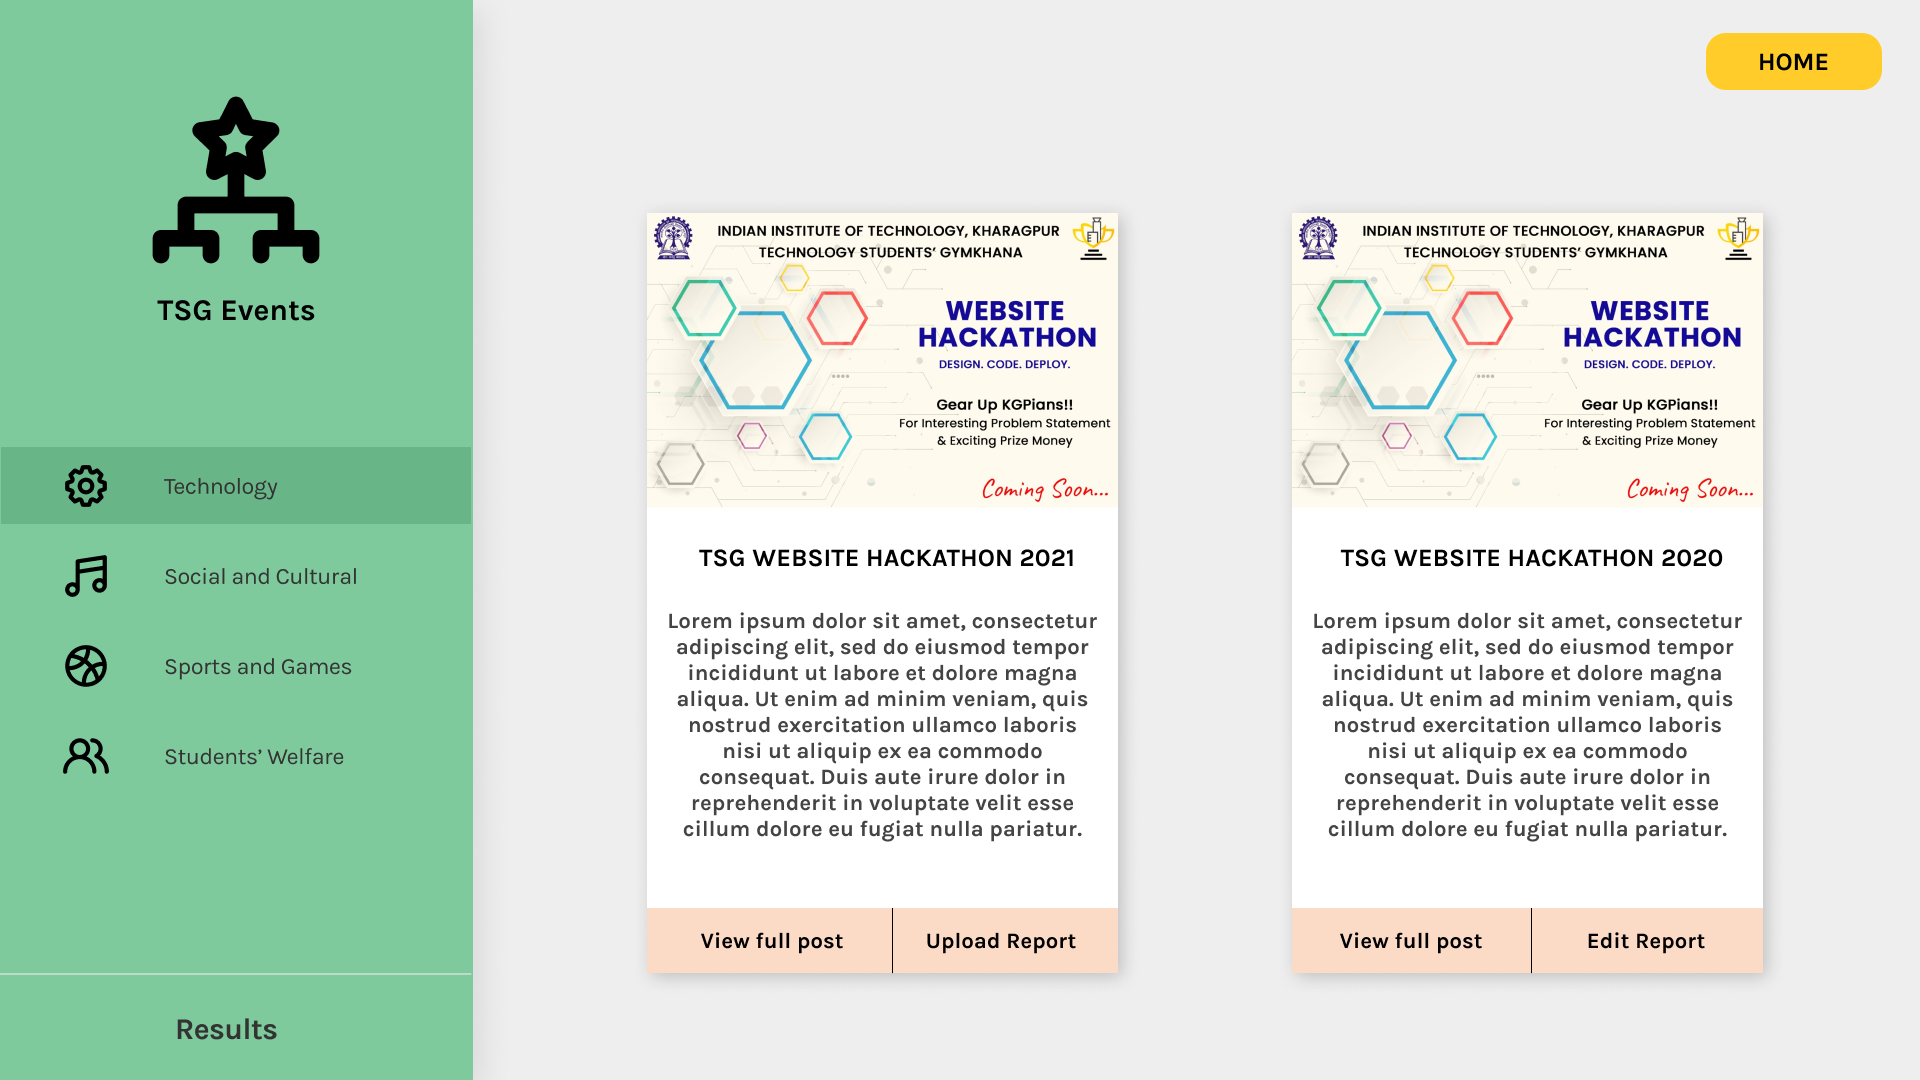 HOME
TSG Events
Technology
Social and Cultural
Sports and Games
Students’ Welfare
Results
INDIAN INSTITUTE OF TECHNOLOGY, KHARAGPUR
TECHNOLOGY STUDENTS’ GYMKHANA
WEBSITE
HACKATHON
DESIGN. CODE. DEPLOY.
Gear Up KGPians!!
For Interesting Problem Statement
& Exciting Prize Money
Coming Soon...
TSG WEBSITE HACKATHON 2021
Lorem ipsum dolor sit amet, consectetur
adipiscing elit, sed do eiusmod tempor
incididunt ut labore et dolore magna
aliqua. Ut enim ad minim veniam, quis
nostrud exercitation ullamco laboris
nisi ut aliquip ex ea commodo
consequat. Duis aute irure dolor in
reprehenderit in voluptate velit esse
cillum dolore eu fugiat nulla pariatur.
View full post
Upload Report
INDIAN INSTITUTE OF TECHNOLOGY, KHARAGPUR
TECHNOLOGY STUDENTS’ GYMKHANA
WEBSITE
HACKATHON
DESIGN. CODE. DEPLOY.
Gear Up KGPians!!
For Interesting Problem Statement
& Exciting Prize Money
Coming Soon...
TSG WEBSITE HACKATHON 2020
Lorem ipsum dolor sit amet, consectetur
adipiscing elit, sed do eiusmod tempor
incididunt ut labore et dolore magna
aliqua. Ut enim ad minim veniam, quis
nostrud exercitation ullamco laboris
nisi ut aliquip ex ea commodo
consequat. Duis aute irure dolor in
reprehenderit in voluptate velit esse
cillum dolore eu fugiat nulla pariatur.
View full post
Edit Report